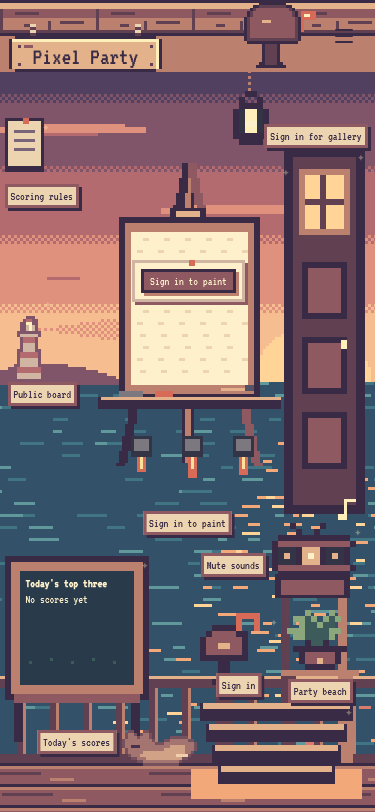 Pixel Party
Sign in for gallery
Scoring rules
Sign in to paint
Public board
Sign in to paint
Mute sounds
Today's top three
No scores yet
Sign in
Party beach
Today's scores